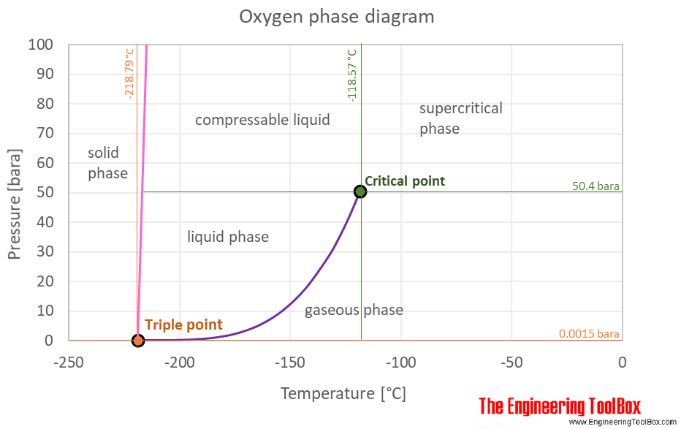 Oxygen phase diagram
100
90
80
70
60
50
40
30
20
10
0
Pressure [bara]
-218.79 °C
-118.57 °C
compressable liquid
supercritical
phase
solid
phase
Critical point
50.4 bara
liquid phase
gaseous phase
Triple point
0.0015 bara
-250
-200
-150
-100
-50
0
Temperature [°C]
The Engineering ToolBox
www.EngineeringToolBox.com